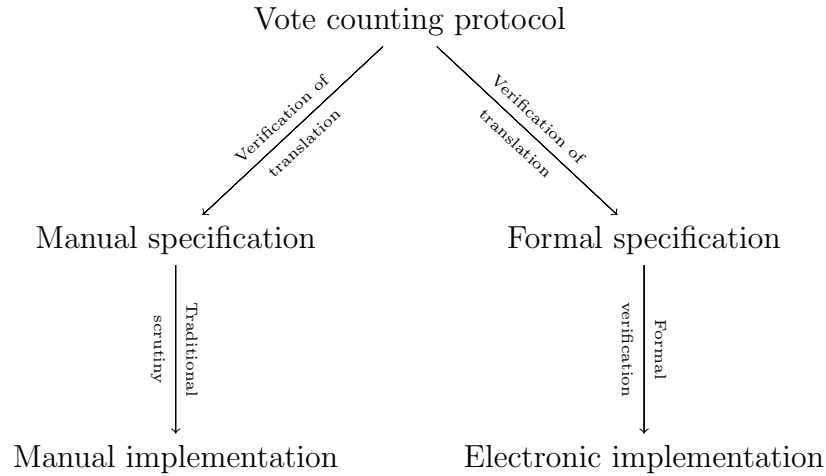 Vote counting protocol
Verification of
translation
Verification of
translation
Manual specification
Formal specification
Traditional
scrutiny
Formal
verification
Manual implementation
Electronic implementation